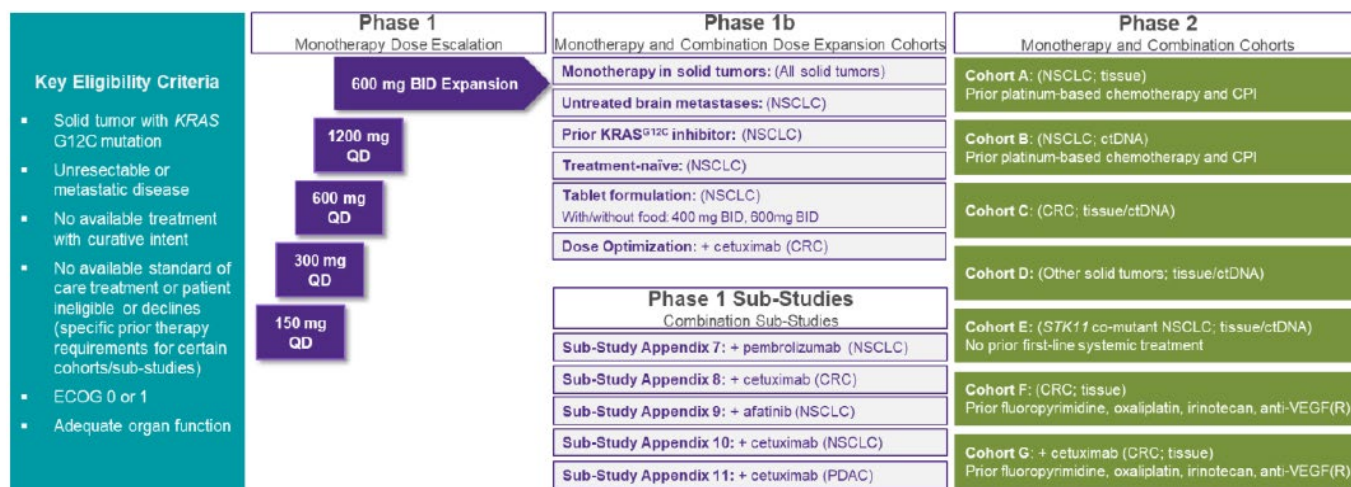 Key Eligibility Criteria
▪ Solid tumor with KRAS
G12C mutation
▪ Unresectable or
metastatic disease
▪ No available treatment
with curative intent
▪ No available standard of
care treatment or patient
ineligible or declines
(specific prior therapy
requirements for certain
cohorts/sub-studies)
▪ ECOG 0 or 1
▪ Adequate organ function
Phase 1
Monotherapy Dose Escalation
600 mg BID Expansion
1200 mg
QD
600 mg
QD
300 mg
QD
150 mg
QD
Phase 1b
Monotherapy and Combination Dose Expansion Cohorts
Monotherapy in solid tumors: (All solid tumors)
Untreated brain metastases: (NSCLC)
Prior KRASG12C inhibitor: (NSCLC)
Treatment-naïve: (NSCLC)
Tablet formulation: (NSCLC)
With/without food: 400 mg BID, 600mg BID
Dose Optimization: + cetuximab (CRC)
Phase 1 Sub-Studies
Combination Sub-Studies
Sub-Study Appendix 7: + pembrolizumab (NSCLC)
Sub-Study Appendix 8: + cetuximab (CRC)
Sub-Study Appendix 9: + afatinib (NSCLC)
Sub-Study Appendix 10: + cetuximab (NSCLC)
Sub-Study Appendix 11: + cetuximab (PDAC)
Phase 2
Monotherapy and Combination Cohorts
Cohort A: (NSCLC; tissue)
Prior platinum-based chemotherapy and CPI
Cohort B: (NSCLC; ctDNA)
Prior platinum-based chemotherapy and CPI
Cohort C: (CRC; tissue/ctDNA)
Cohort D: (Other solid tumors; tissue/ctDNA)
Cohort E: (STK11 co-mutant NSCLC; tissue/ctDNA)
No prior first-line systemic treatment
Cohort F: (CRC; tissue)
Prior fluoropyrimidine, oxaliplatin, irinotecan, anti-VEGF(R)
Cohort G: + cetuximab (CRC; tissue)
Prior fluoropyrimidine, oxaliplatin, irinotecan, anti-VEGF(R)